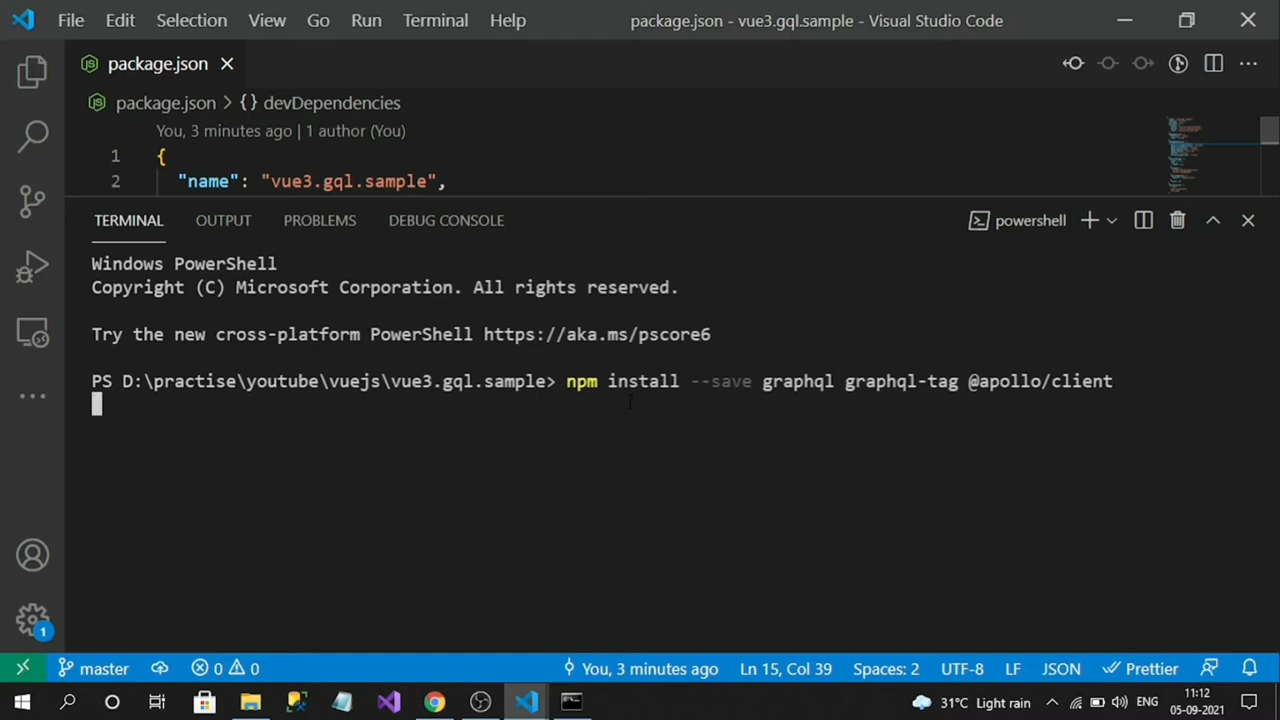 File Edit Selection View Go Run Terminal Help package.json - vue3.gql.sample - Visual Studio Code
package.json
package.json > {} devDependencies
You, 3 minutes ago | 1 author (You)
1 {
2 "name": "vue3.gql.sample",
TERMINAL OUTPUT PROBLEMS DEBUG CONSOLE powershell
Windows PowerShell
Copyright (C) Microsoft Corporation. All rights reserved.
Try the new cross-platform PowerShell https://aka.ms/pscore6
PS D:\practise\youtube\vuejs\vue3.gql.sample> npm install --save graphql graphql-tag @apollo/client
1
master 0 0 You, 3 minutes ago Ln 15, Col 39 Spaces: 2 UTF-8 LF JSON Prettier
31°C Light rain ENG 11:12
05-09-2021